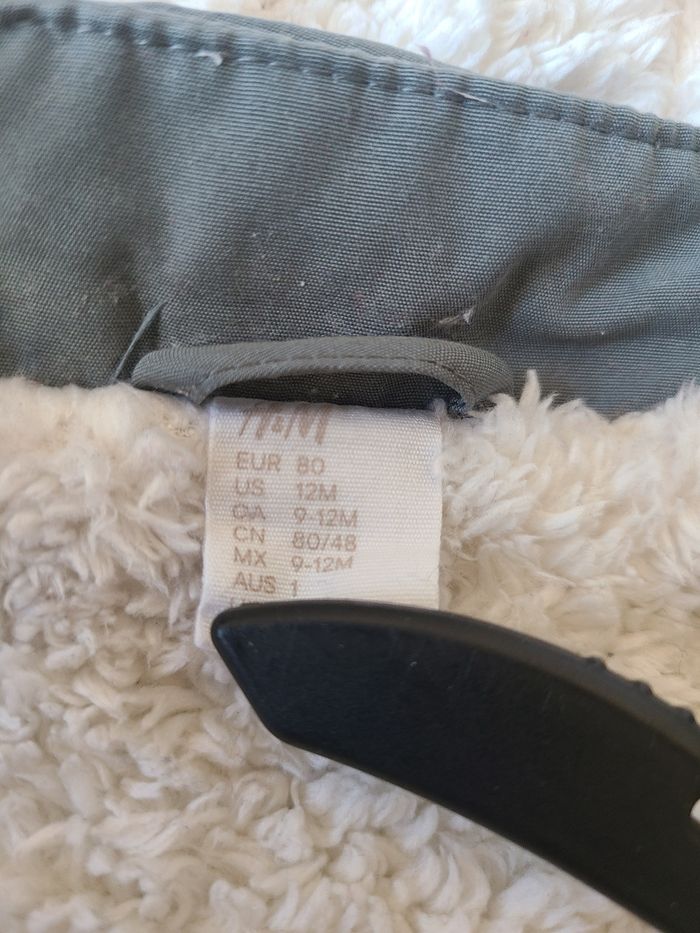 H&M
EUR 80
US 12M
CA 9-12M
CN 80/48
MX 9-12M
AUS 1